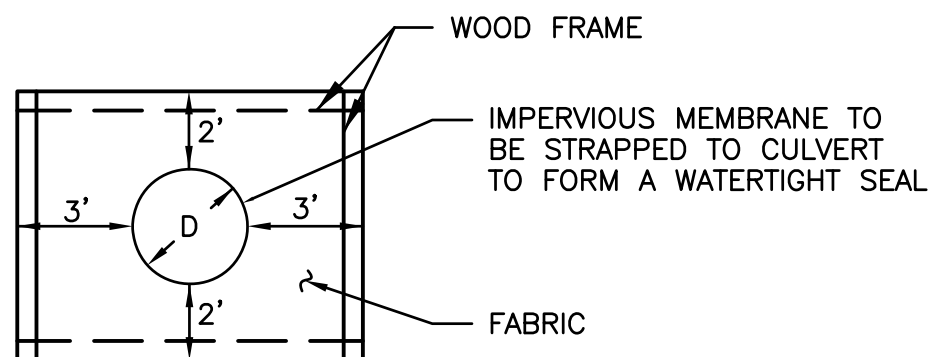 WOOD FRAME
2'
IMPERVIOUS MEMBRANE TO
BE STRAPPED TO CULVERT
TO FORM A WATERTIGHT SEAL
3'
D
3'
2'
FABRIC